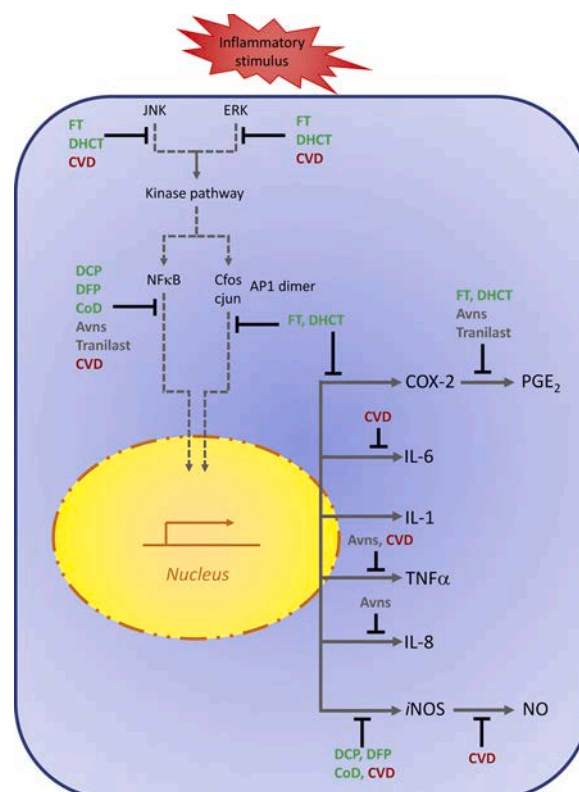 Inflammatory
stimulus
JNK
ERK
FT
DHCT
CVD
FT
DHCT
CVD
Kinase pathway
DCP
DFP
CoD
Avns
Tranilast
CVD
NFκB
Cfos
cjun
AP1 dimer
FT, DHCT
FT, DHCT
Avns
Tranilast
COX-2
PGE2
CVD
IL-6
IL-1
Avns, CVD
TNFα
Avns
IL-8
Nucleus
iNOS
NO
DCP, DFP
CoD, CVD
CVD